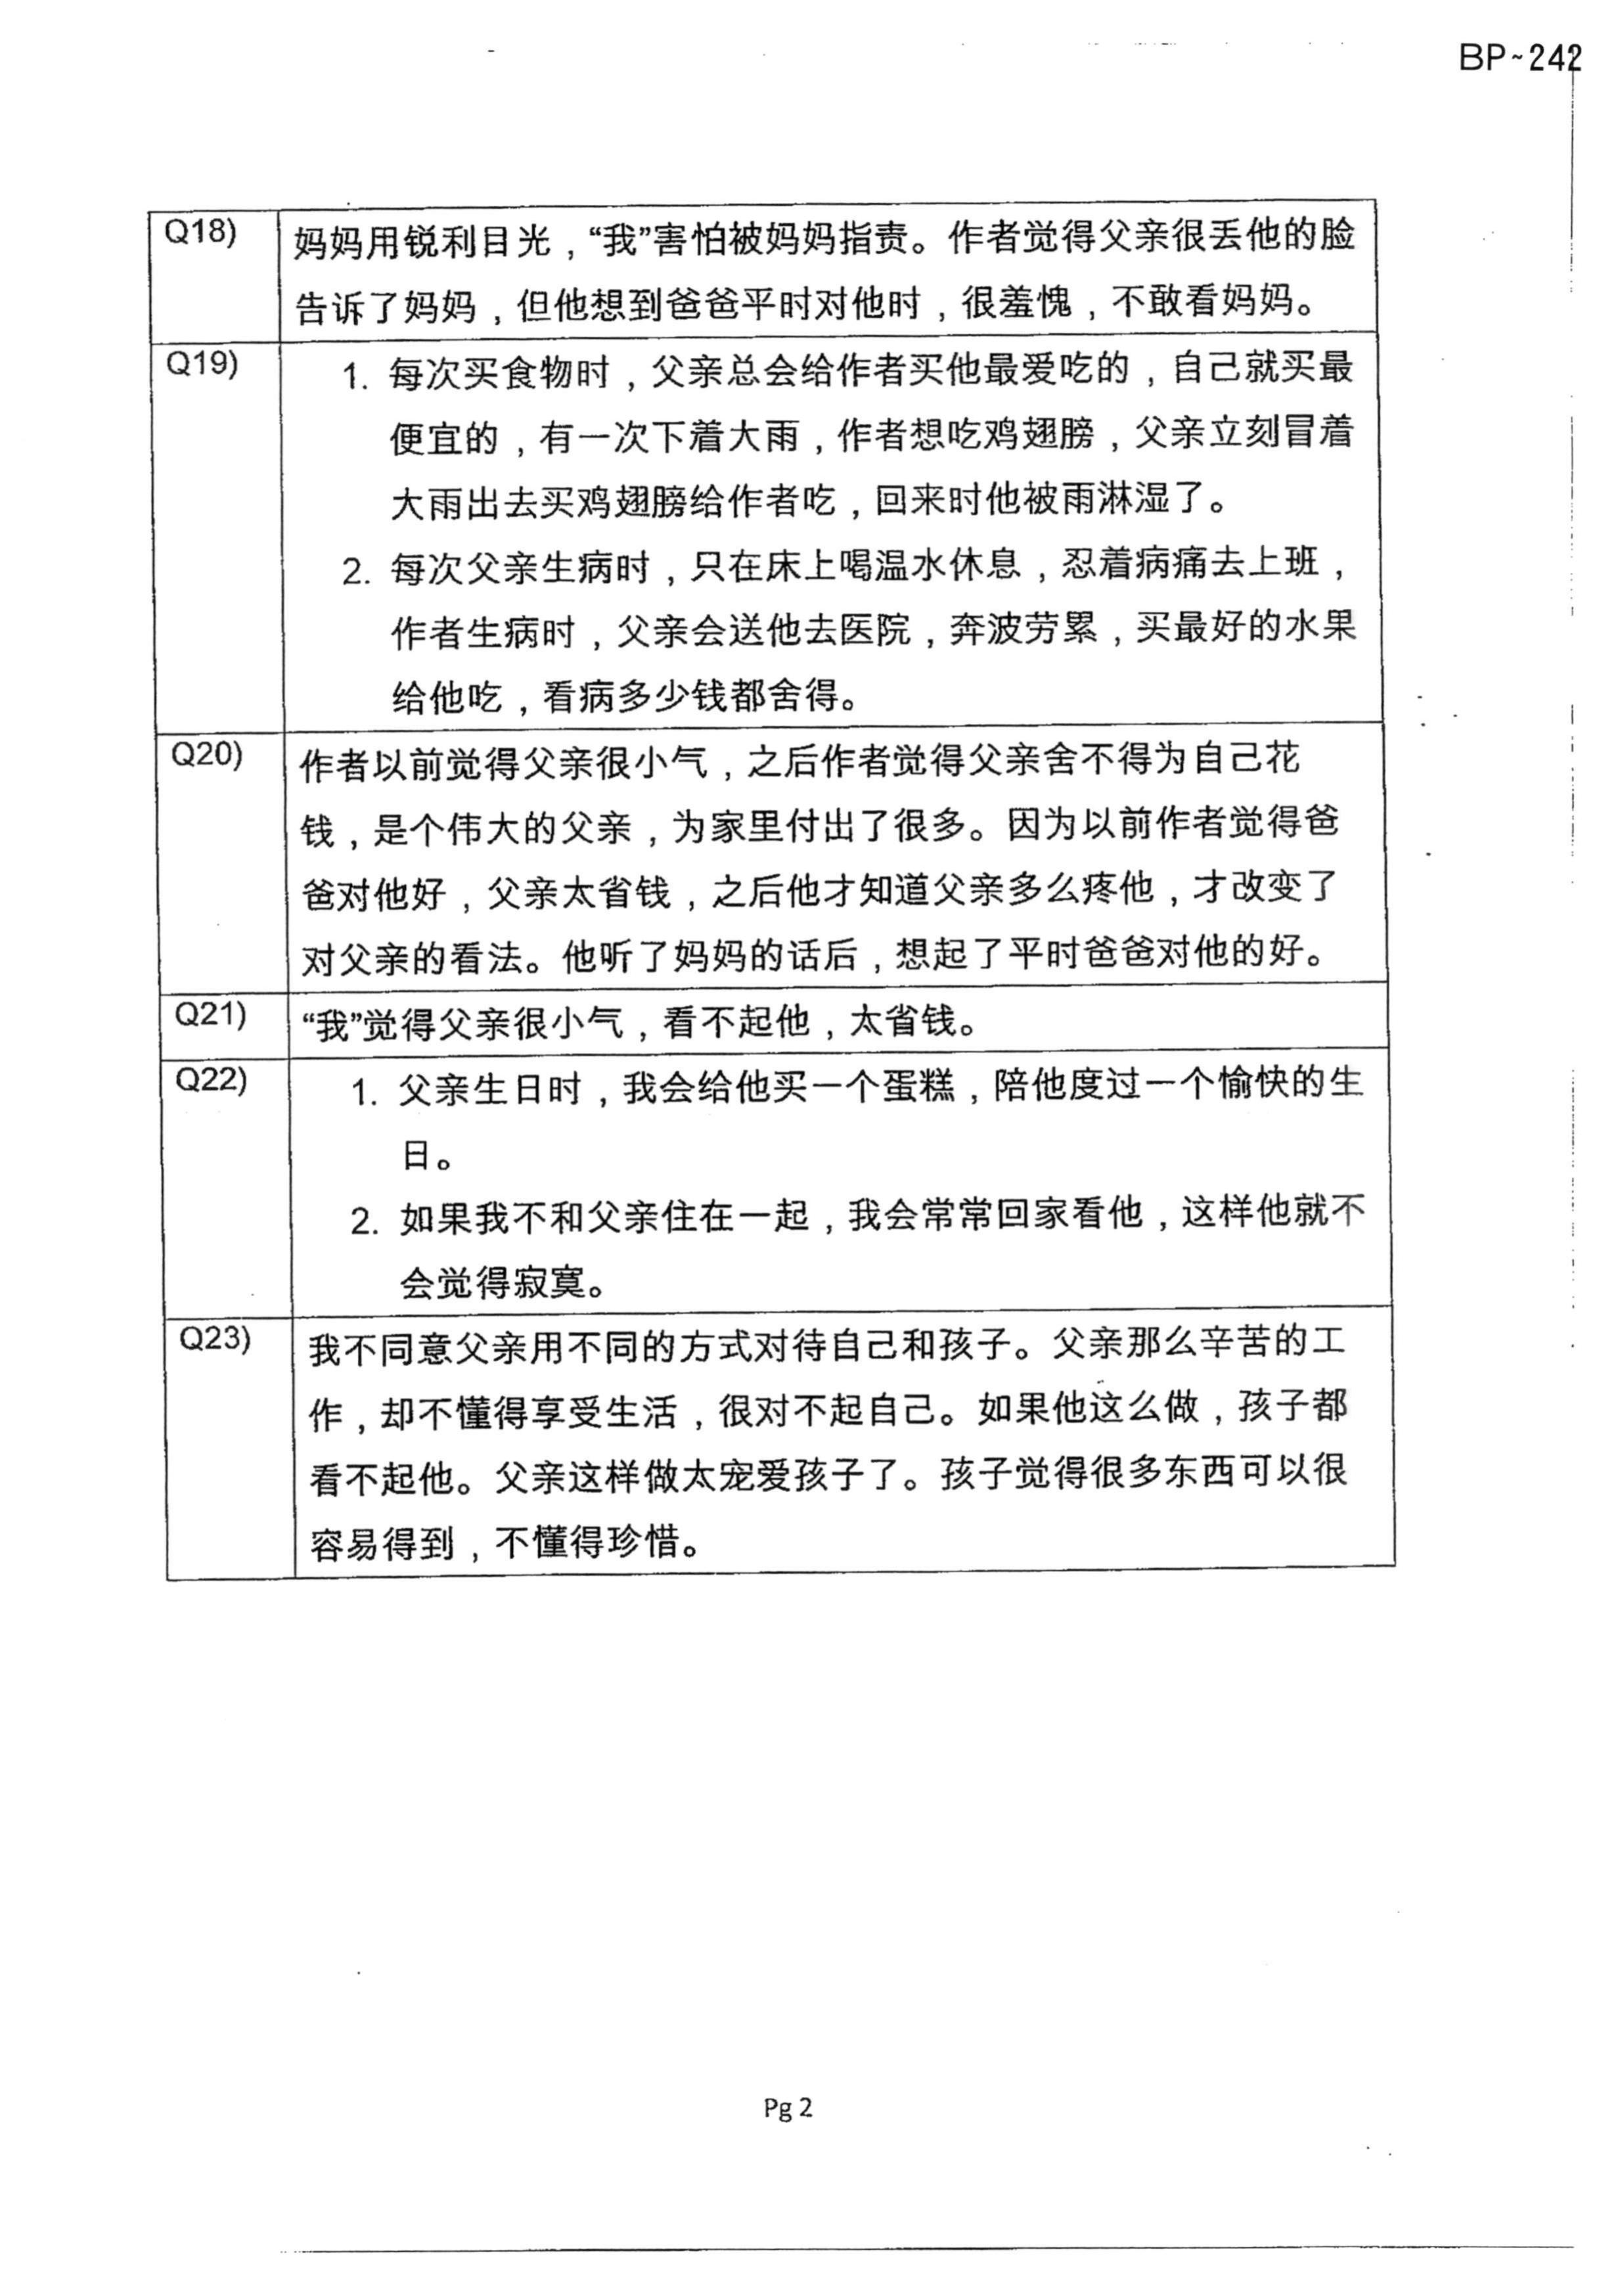 BP~242
Q18) 妈妈用锐利目光，“我”害怕被妈妈指责。作者觉得父亲很丢他的脸
告诉了妈妈，但他想到爸爸平时对他时，很羞愧，不敢看妈妈。
Q19) 1. 每次买食物时，父亲总会给作者买他最爱吃的，自己就买最
便宜的，有一次下着大雨，作者想吃鸡翅膀，父亲立刻冒着
大雨出去买鸡翅膀给作者吃，回来时他被雨淋湿了。
2. 每次父亲生病时，只在床上喝温水休息，忍着病痛去上班，
作者生病时，父亲会送他去医院，奔波劳累，买最好的水果
给他吃，看病多少钱都舍得。
Q20) 作者以前觉得父亲很小气，之后作者觉得父亲舍不得为自己花
钱，是个伟大的父亲，为家里付出了很多。因为以前作者觉得爸
爸对他好，父亲太省钱，之后他才知道父亲多么疼他，才改变了
对父亲的看法。他听了妈妈的话后，想起了平时爸爸对他的好。
Q21) “我”觉得父亲很小气，看不起他，太省钱。
Q22) 1. 父亲生日时，我会给他买一个蛋糕，陪他度过一个愉快的生
日。
2. 如果我不和父亲住在一起，我会常常回家看他，这样他就不
会觉得寂寞。
Q23) 我不同意父亲用不同的方式对待自己和孩子。父亲那么辛苦的工
作，却不懂得享受生活，很对不起自己。如果他这么做，孩子都
看不起他。父亲这样做太宠爱孩子了。孩子觉得很多东西可以很
容易得到，不懂得珍惜。
Pg 2